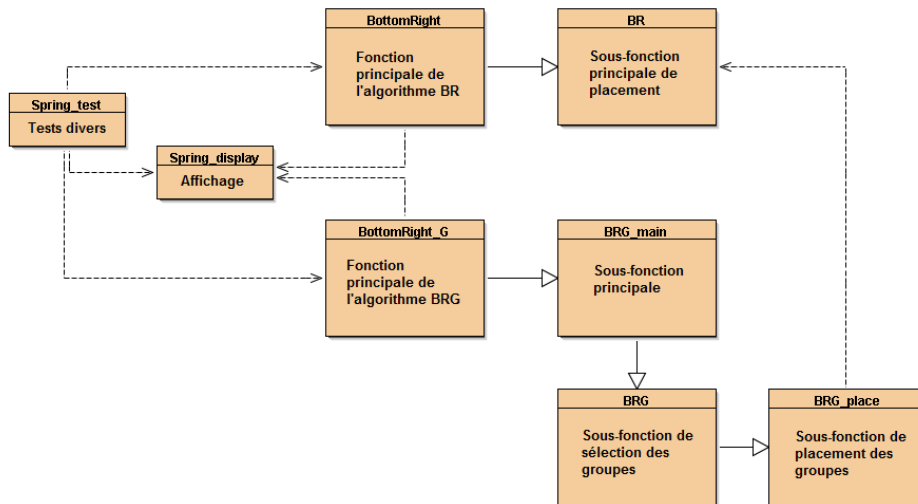 BottomRight
Fonction
principale de
l'algorithme BR
BR
Sous-fonction
principale de
placement
Spring_test
Tests divers
Spring_display
Affichage
BottomRight_G
Fonction
principale de
l'algorithme BRG
BRG_main
Sous-fonction
principale
BRG
Sous-fonction de
sélection des
groupes
BRG_place
Sous-fonction de
placement des
groupes